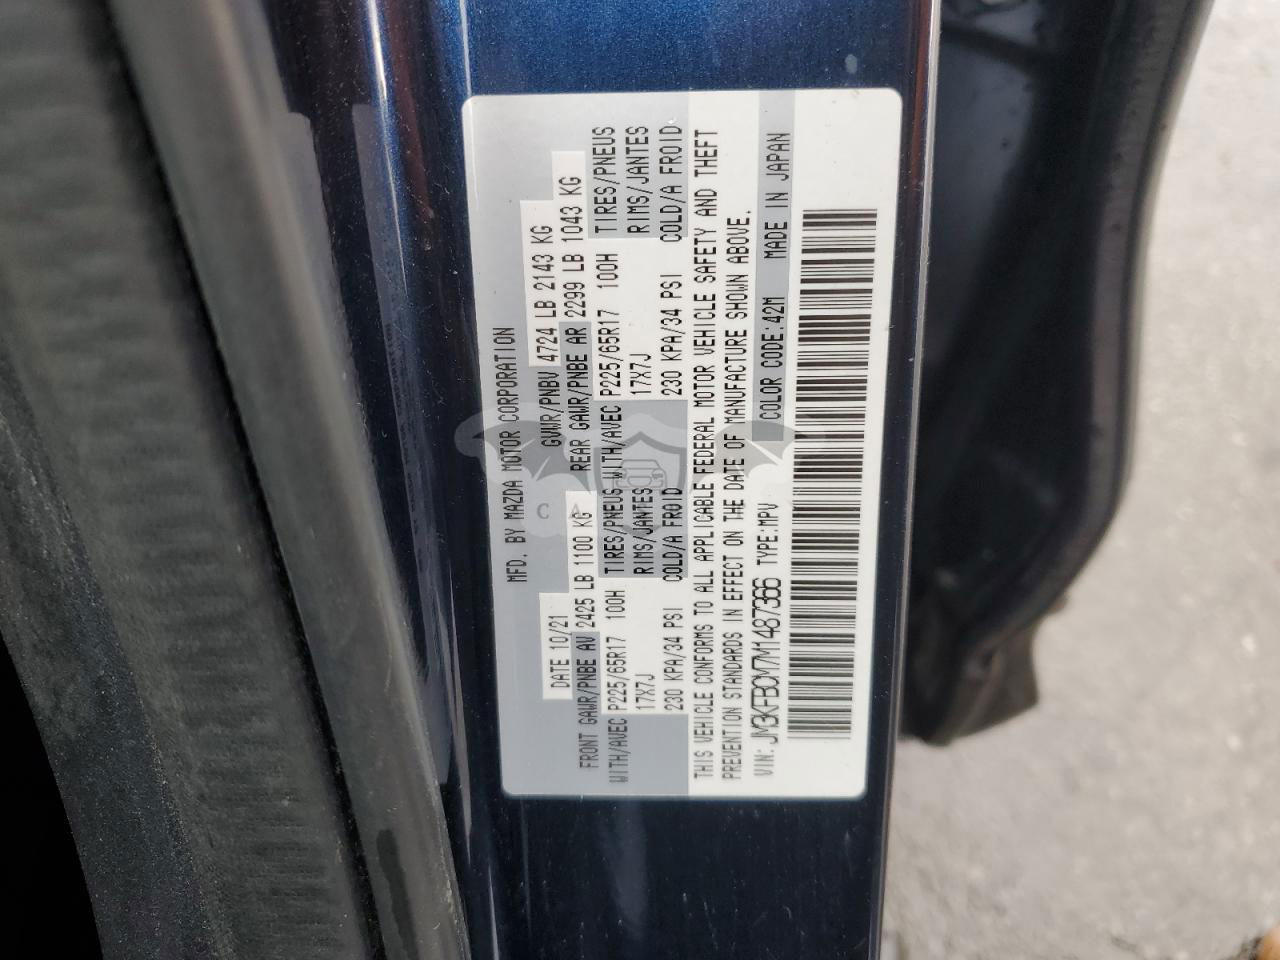 MFD. BY MAZDA MOTOR CORPORATION
DATE 10/21 GVWR/PNBV 4724 LB 2143 KG
FRONT GAWR/PNBE AV 2425 LB 1100 KG REAR GAWR/PNBE AR 2299 LB 1043 KG
WITH/AVEC P225/65R17 100H TIRES/PNEUS WITH/AVEC P225/65R17 100H TIRES/PNEUS
17X7J RIMS/JANTES 17X7J RIMS/JANTES
230 KPA/34 PSI COLD/A FROID 230 KPA/34 PSI COLD/A FROID
THIS VEHICLE CONFORMS TO ALL APPLICABLE FEDERAL MOTOR VEHICLE SAFETY AND THEFT
PREVENTION STANDARDS IN EFFECT ON THE DATE OF MANUFACTURE SHOWN ABOVE.
VIN: JM3KFBCM7M1487366 TYPE:MPV COLOR CODE:42M MADE IN JAPAN